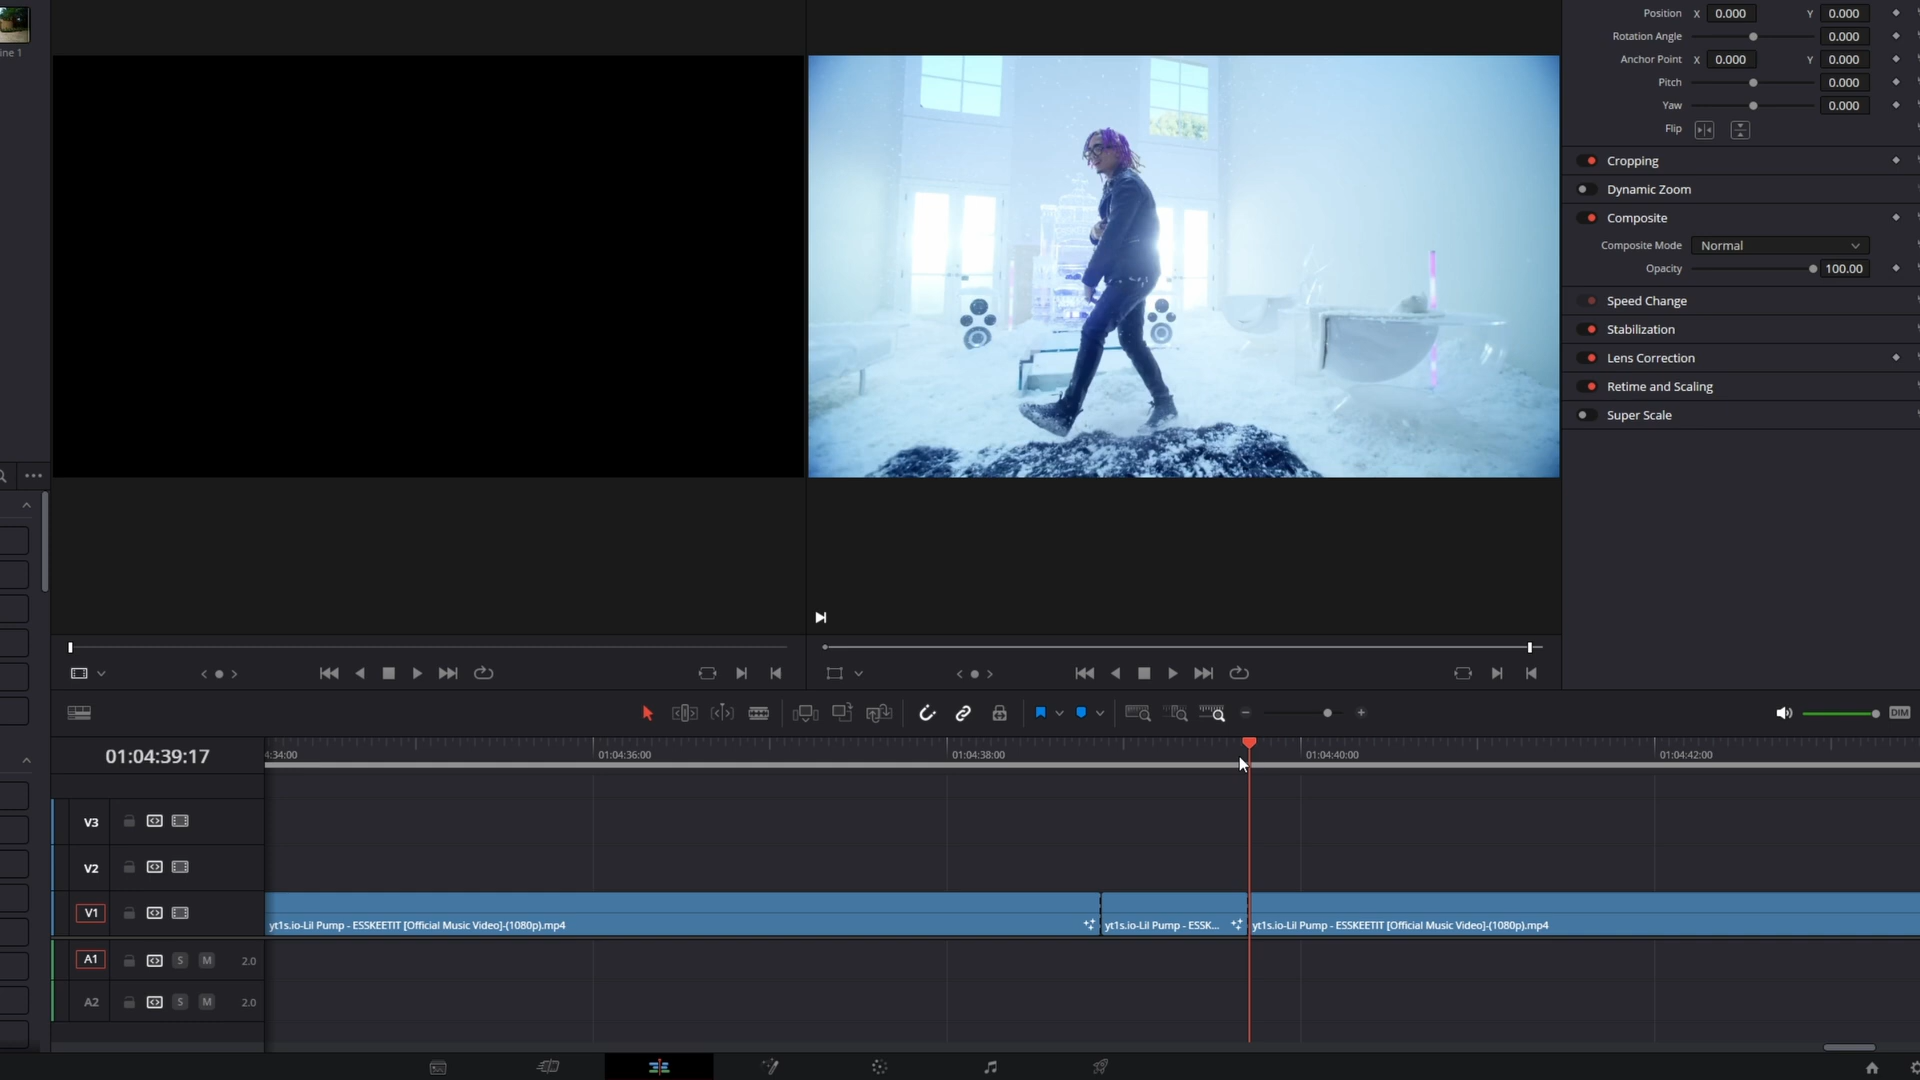 ine 1
Position X 0.000 Y 0.000
Rotation Angle 0.000
Anchor Point X 0.000 Y 0.000
Pitch 0.000
Yaw 0.000
Flip
Cropping
Dynamic Zoom
Composite
Composite Mode Normal
Opacity 100.00
Speed Change
Stabilization
Lens Correction
Retime and Scaling
Super Scale
DIM
01:04:39:17
4:34:00 01:04:36:00 01:04:38:00 01:04:40:00 01:04:42:00
V3
V2
V1
yt1s.io-Lil Pump - ESSKEETIT [Official Music Video]-(1080p).mp4 yt1s.io-Lil Pump - ESSK... yt1s.io-Lil Pump - ESSKEETIT [Official Music Video]-(1080p).mp4
A1 S M 2.0
A2 S M 2.0